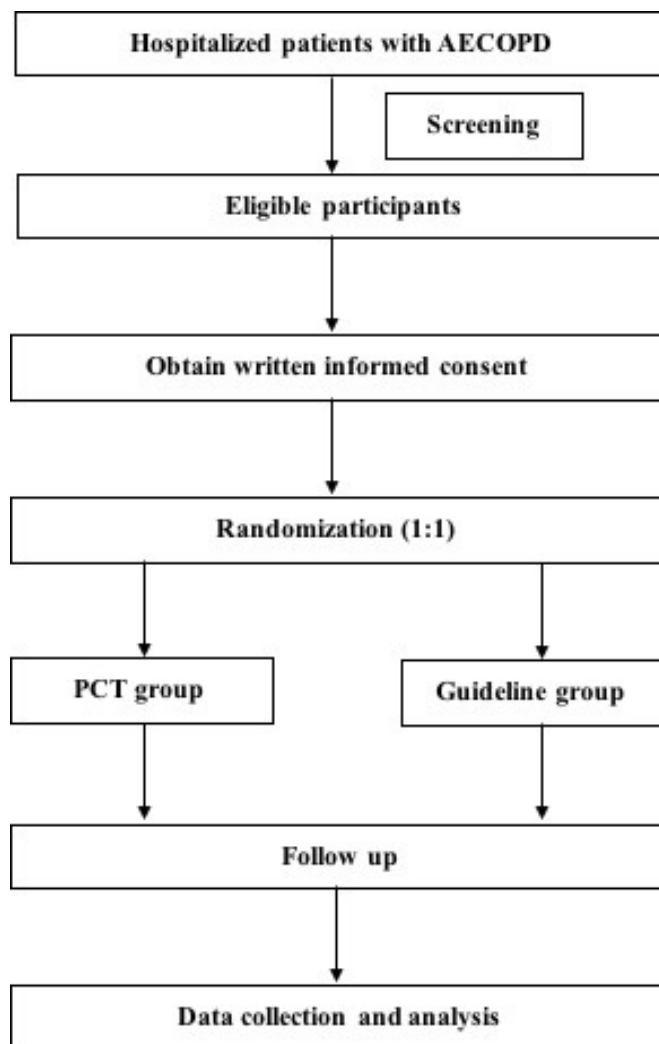 Hospitalized patients with AECOPD
Screening
Eligible participants
Obtain written informed consent
Randomization (1:1)
PCT group
Guideline group
Follow up
Data collection and analysis